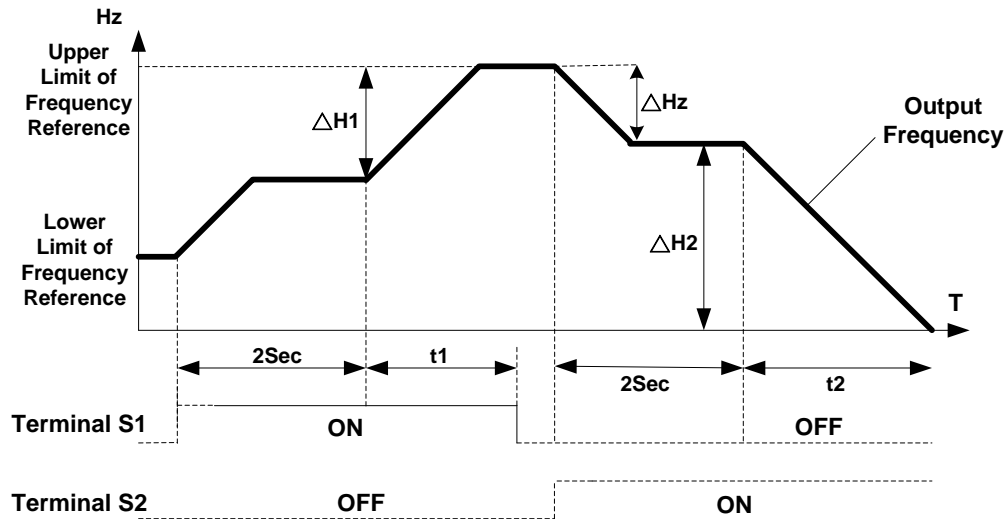 Hz
Upper
Limit of
Frequency
Reference
△H1
△Hz
Output
Frequency
Lower
Limit of
Frequency
Reference
△H2
T
2Sec
t1
2Sec
t2
Terminal S1
ON
OFF
Terminal S2
OFF
ON